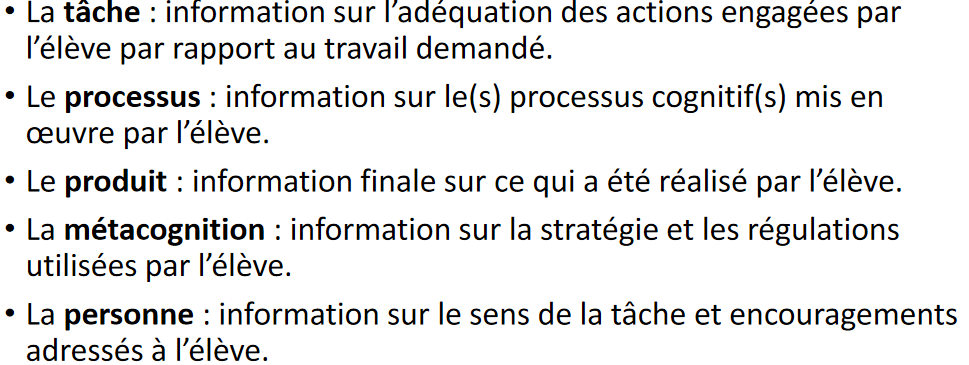 • La tâche : information sur l’adéquation des actions engagées par
l’élève par rapport au travail demandé.
• Le processus : information sur le(s) processus cognitif(s) mis en
œuvre par l’élève.
• Le produit : information finale sur ce qui a été réalisé par l’élève.
• La métacognition : information sur la stratégie et les régulations
utilisées par l’élève.
• La personne : information sur le sens de la tâche et encouragements
adressés à l’élève.